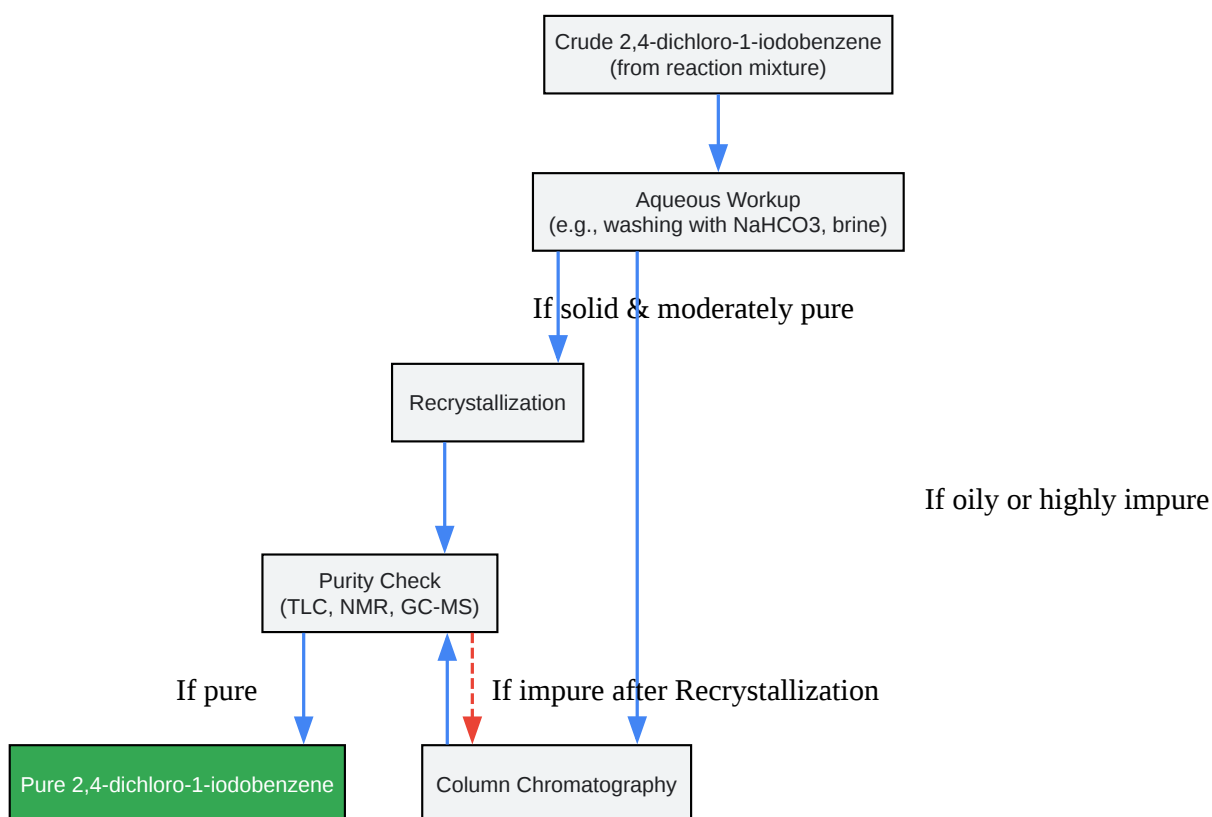 Crude 2,4-dichloro-1-iodobenzene
(from reaction mixture)
Aqueous Workup
(e.g., washing with NaHCO3, brine)
If solid & moderately pure
Recrystallization
If oily or highly impure
Purity Check
(TLC, NMR, GC-MS)
If pure
If impure after Recrystallization
Pure 2,4-dichloro-1-iodobenzene
Column Chromatography